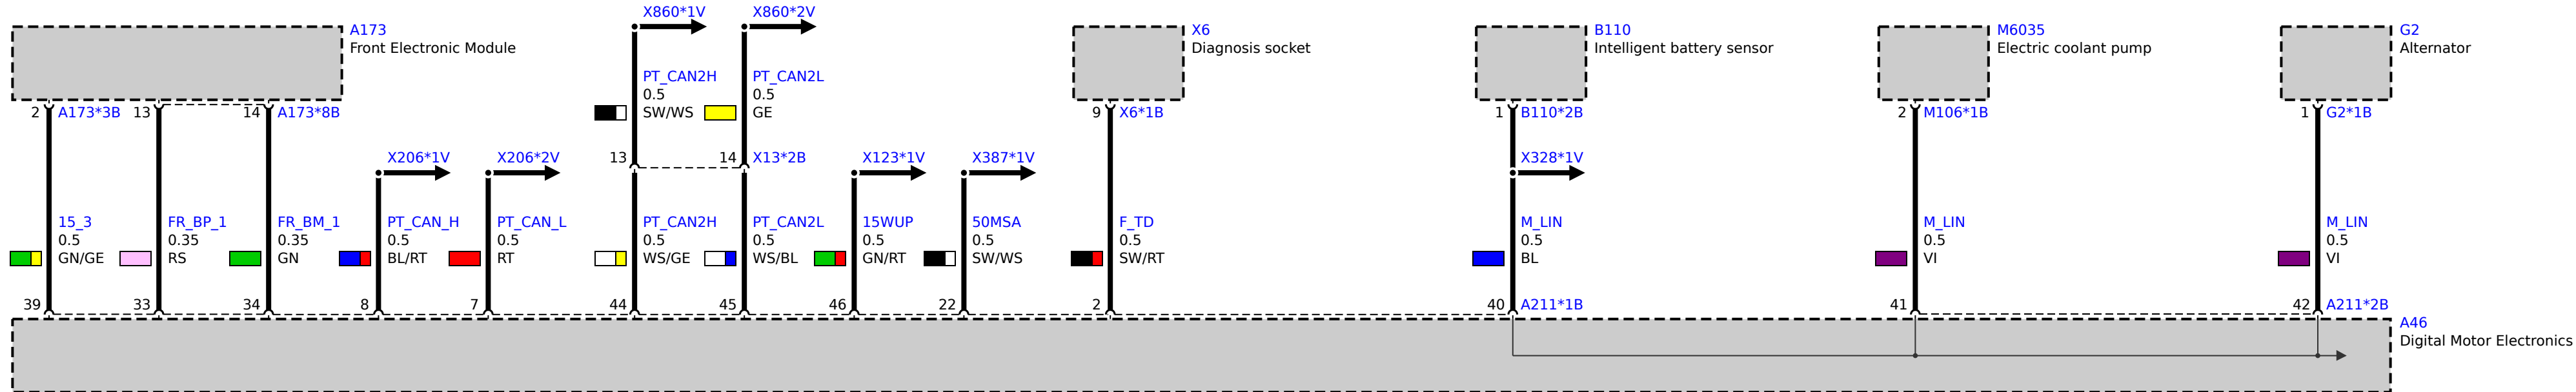 X860*1V X860*2V
A173 X6 B110 M6035 G2
Front Electronic Module Diagnosis socket Intelligent battery sensor Electric coolant pump Alternator
PT_CAN2H PT_CAN2L
0.5 0.5
SW/WS GE
2 A173*3B 13 14 A173*8B 9 X6*1B 1 B110*2B 2 M106*1B 1 G2*1B
X206*1V X206*2V 13 14 X13*2B X123*1V X387*1V X328*1V
15_3 FR_BP_1 FR_BM_1 PT_CAN_H PT_CAN_L PT_CAN2H PT_CAN2L 15WUP 50MSA F_TD M_LIN M_LIN M_LIN
0.5 0.35 0.35 0.5 0.5 0.5 0.5 0.5 0.5 0.5 0.5 0.5 0.5
GN/GE RS GN BL/RT RT WS/GE WS/BL GN/RT SW/WS SW/RT BL VI VI
39 33 34 8 7 44 45 46 22 2 40 A211*1B 41 42 A211*2B
A46
Digital Motor Electronics